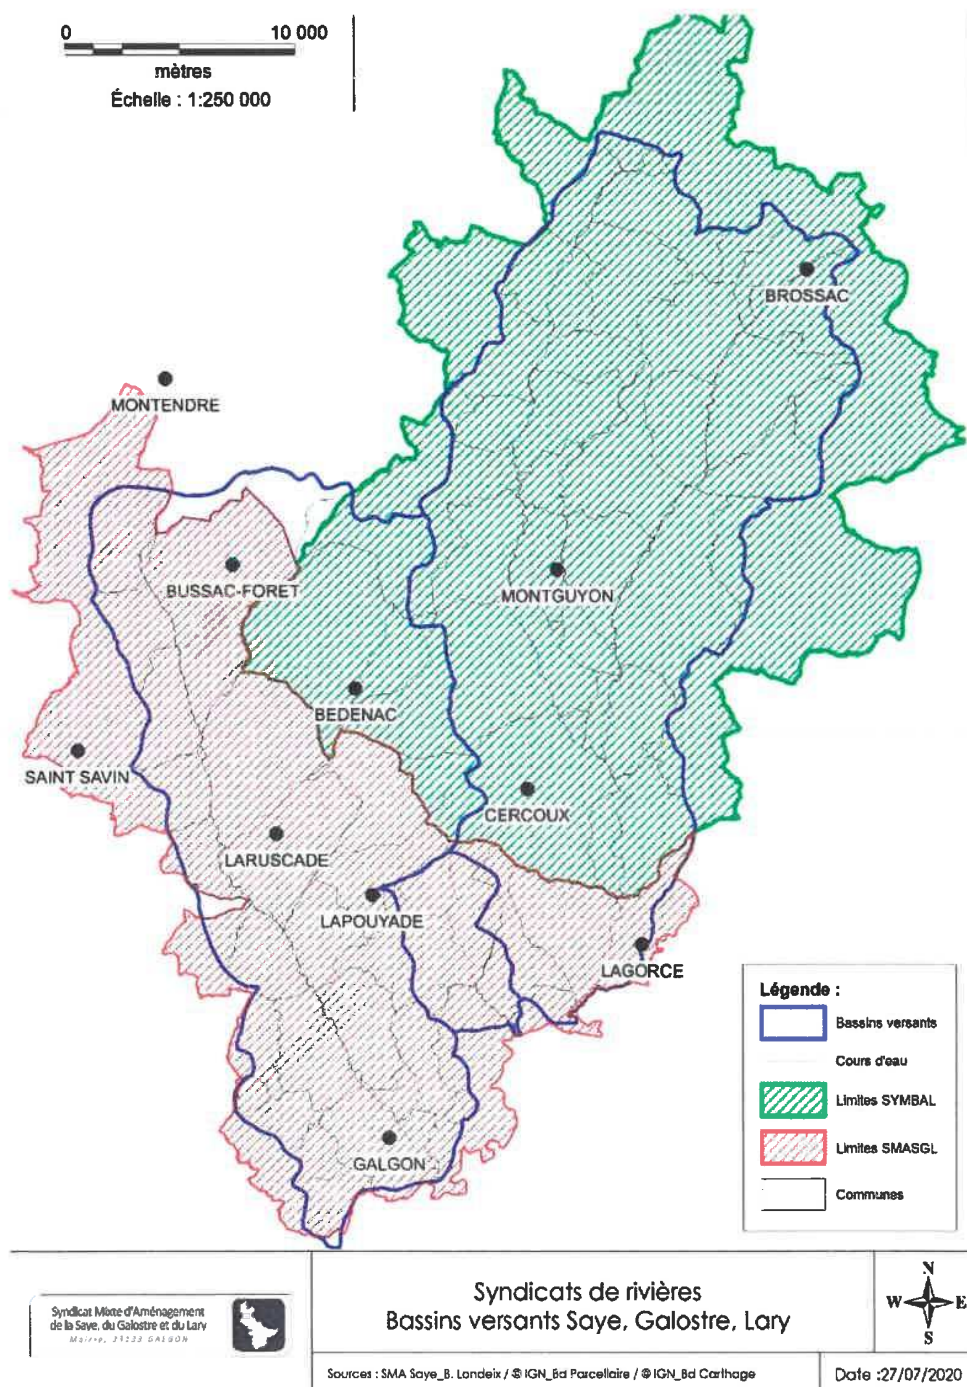 0 10 000
mètres
Échelle : 1:250 000
BROSSAC
MONTENDRE
BUSSAC-FORET
MONTGUYON
BEDENAC
SAINT SAVIN
CERCOUX
LARUSCADE
LAPOUYADE
LAGORCE
GALGON
Légende :
Bassins versants
Cours d'eau
Limites SYMBAL
Limites SMASGL
Communes
Syndicat Mixte d'Aménagement
de la Saye, du Galostre et du Lary
Mairie, 33133 GALGON
Syndicats de rivières
Bassins versants Saye, Galostre, Lary
N
W E
S
Sources : SMA Saye_B. Londeix / © IGN_Bd Parcellaire / © IGN_Bd Carthage
Date :27/07/2020